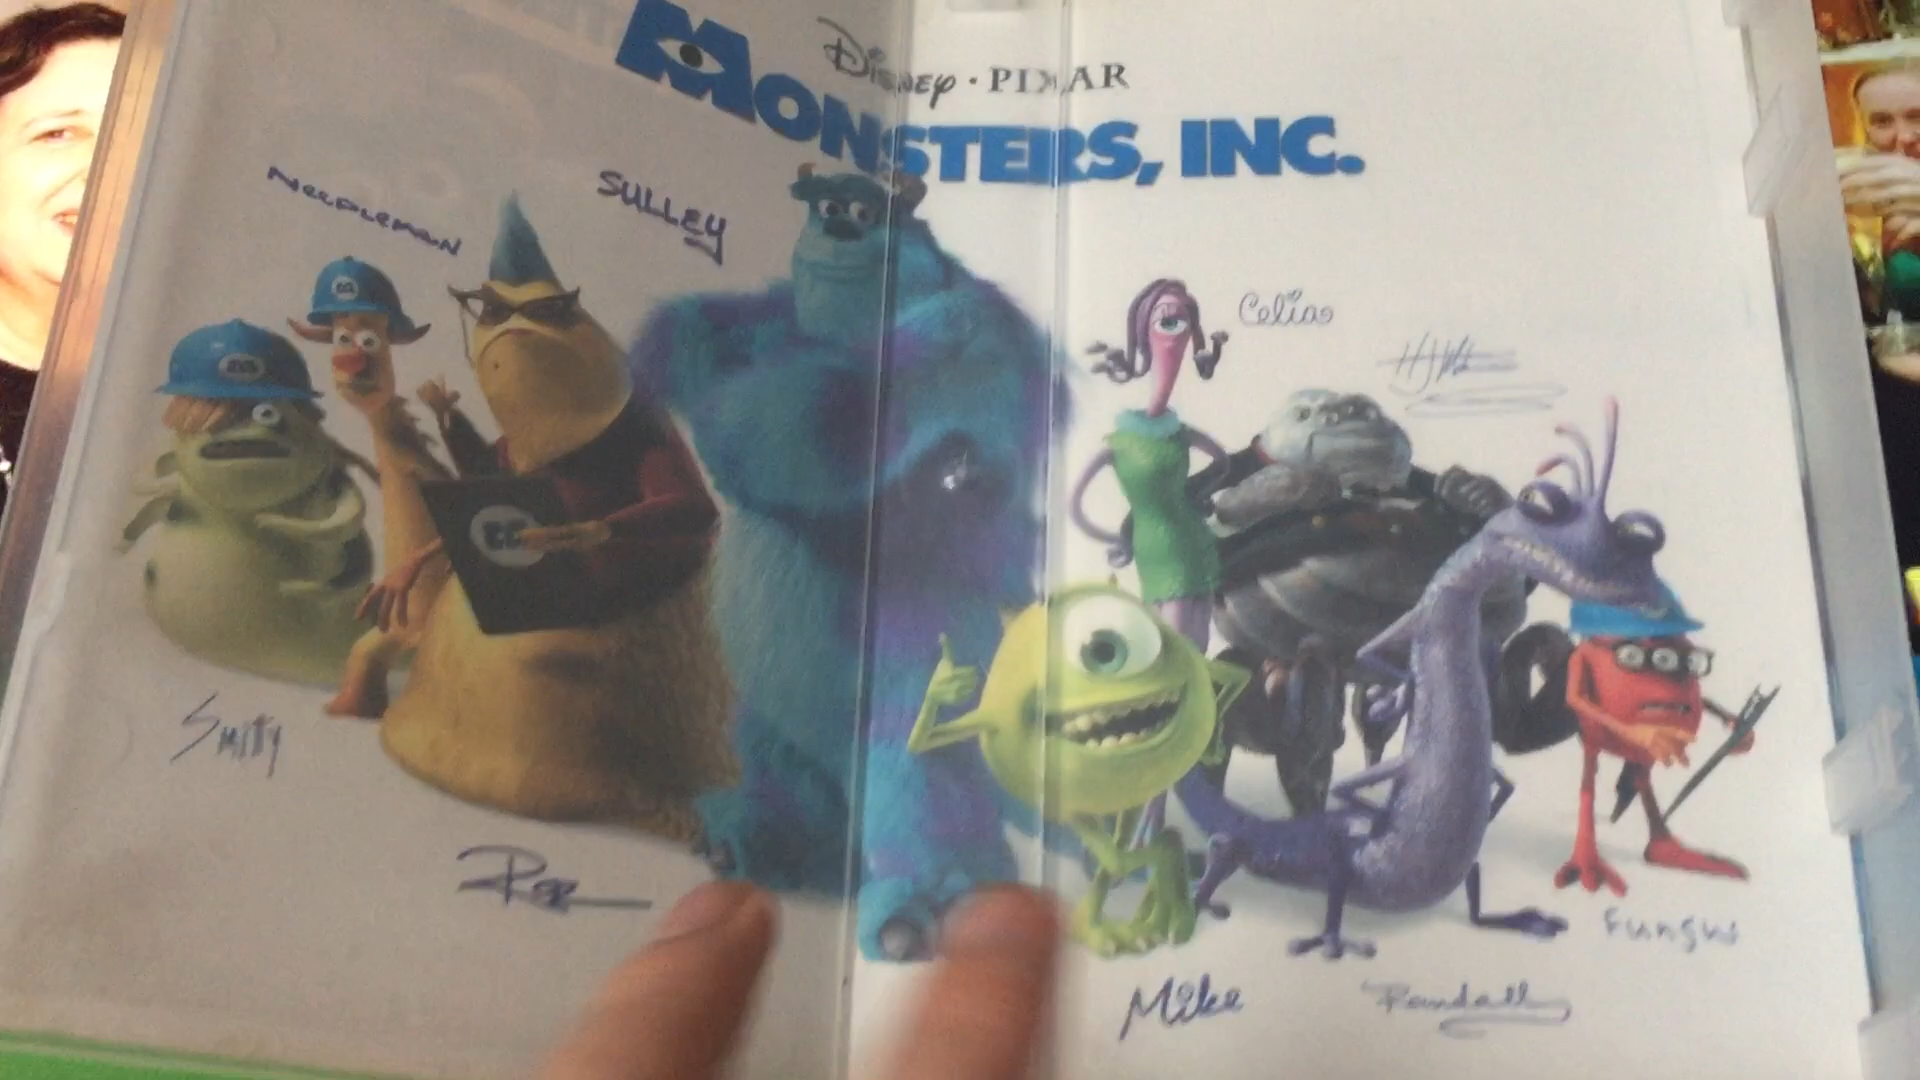 Disney · PIXAR
MONSTERS, INC.
Needleman
SULLEY
Celia
Smitty
Roz
Mike
Randall
Fungus